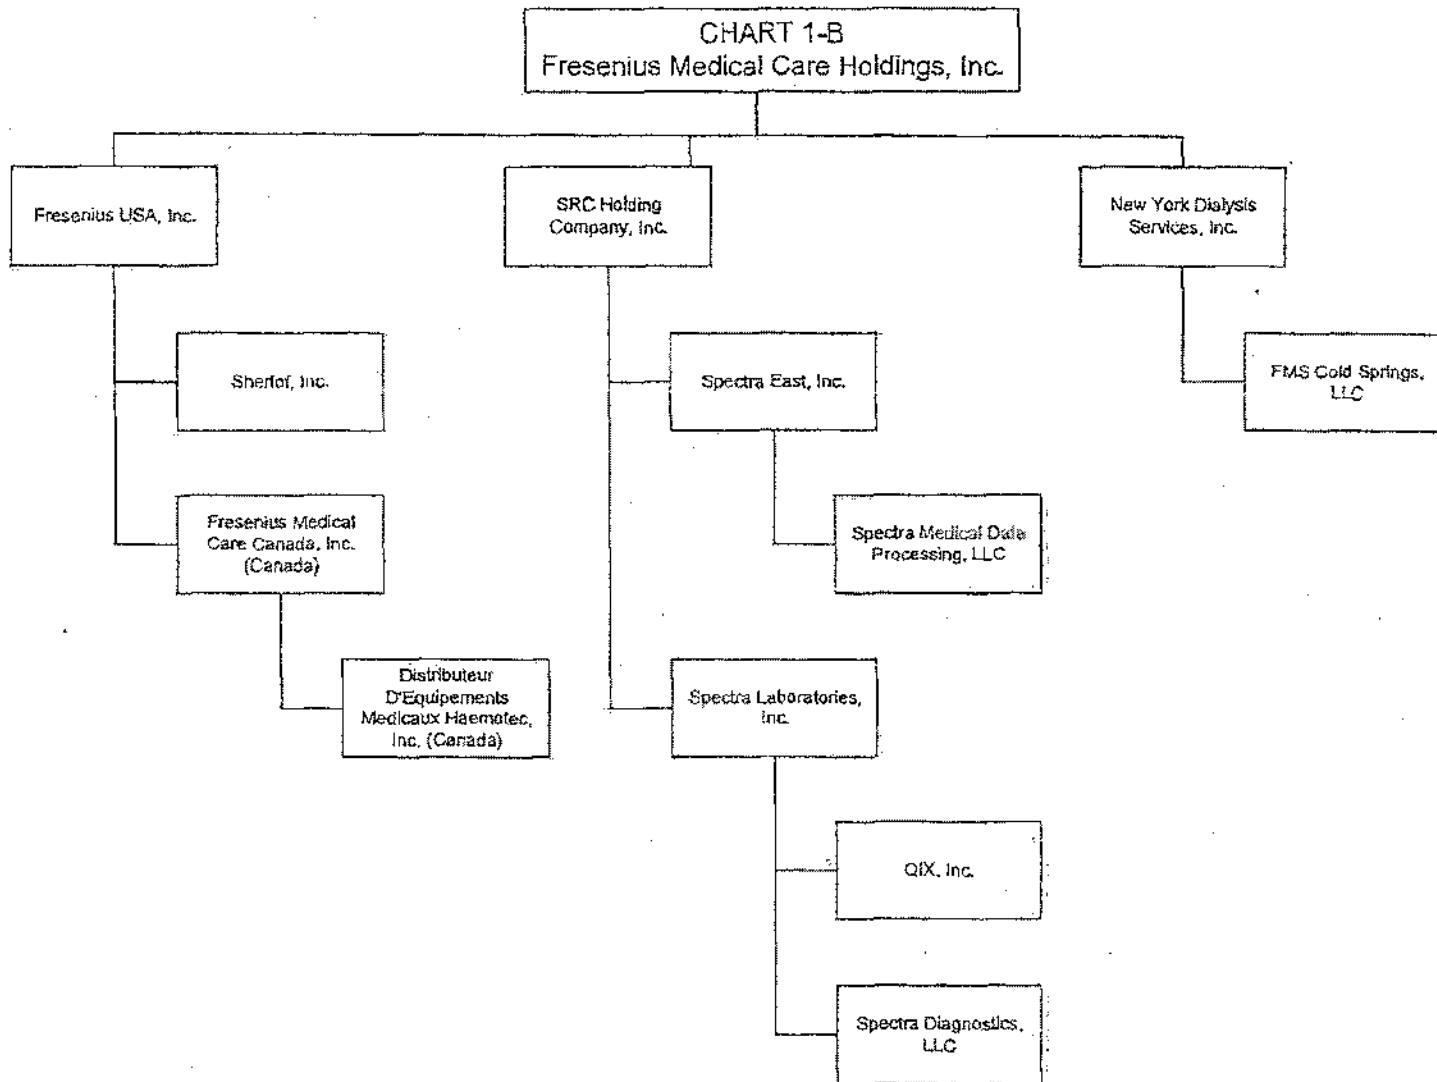 CHART 1-B
Fresenius Medical Care Holdings, Inc.
Fresenius USA, Inc.
SRC Holding
Company, Inc.
New York Dialysis
Services, Inc.
Sherlof, Inc.
Spectra East, Inc.
FMS Cold Springs,
LLC
Fresenius Medical
Care Canada, Inc.
(Canada)
Spectra Medical Data
Processing, LLC
Distributeur
D'Equipements
Medicaux Haemotec,
Inc. (Canada)
Spectra Laboratories,
Inc.
QIX, Inc.
Spectra Diagnostics,
LLC